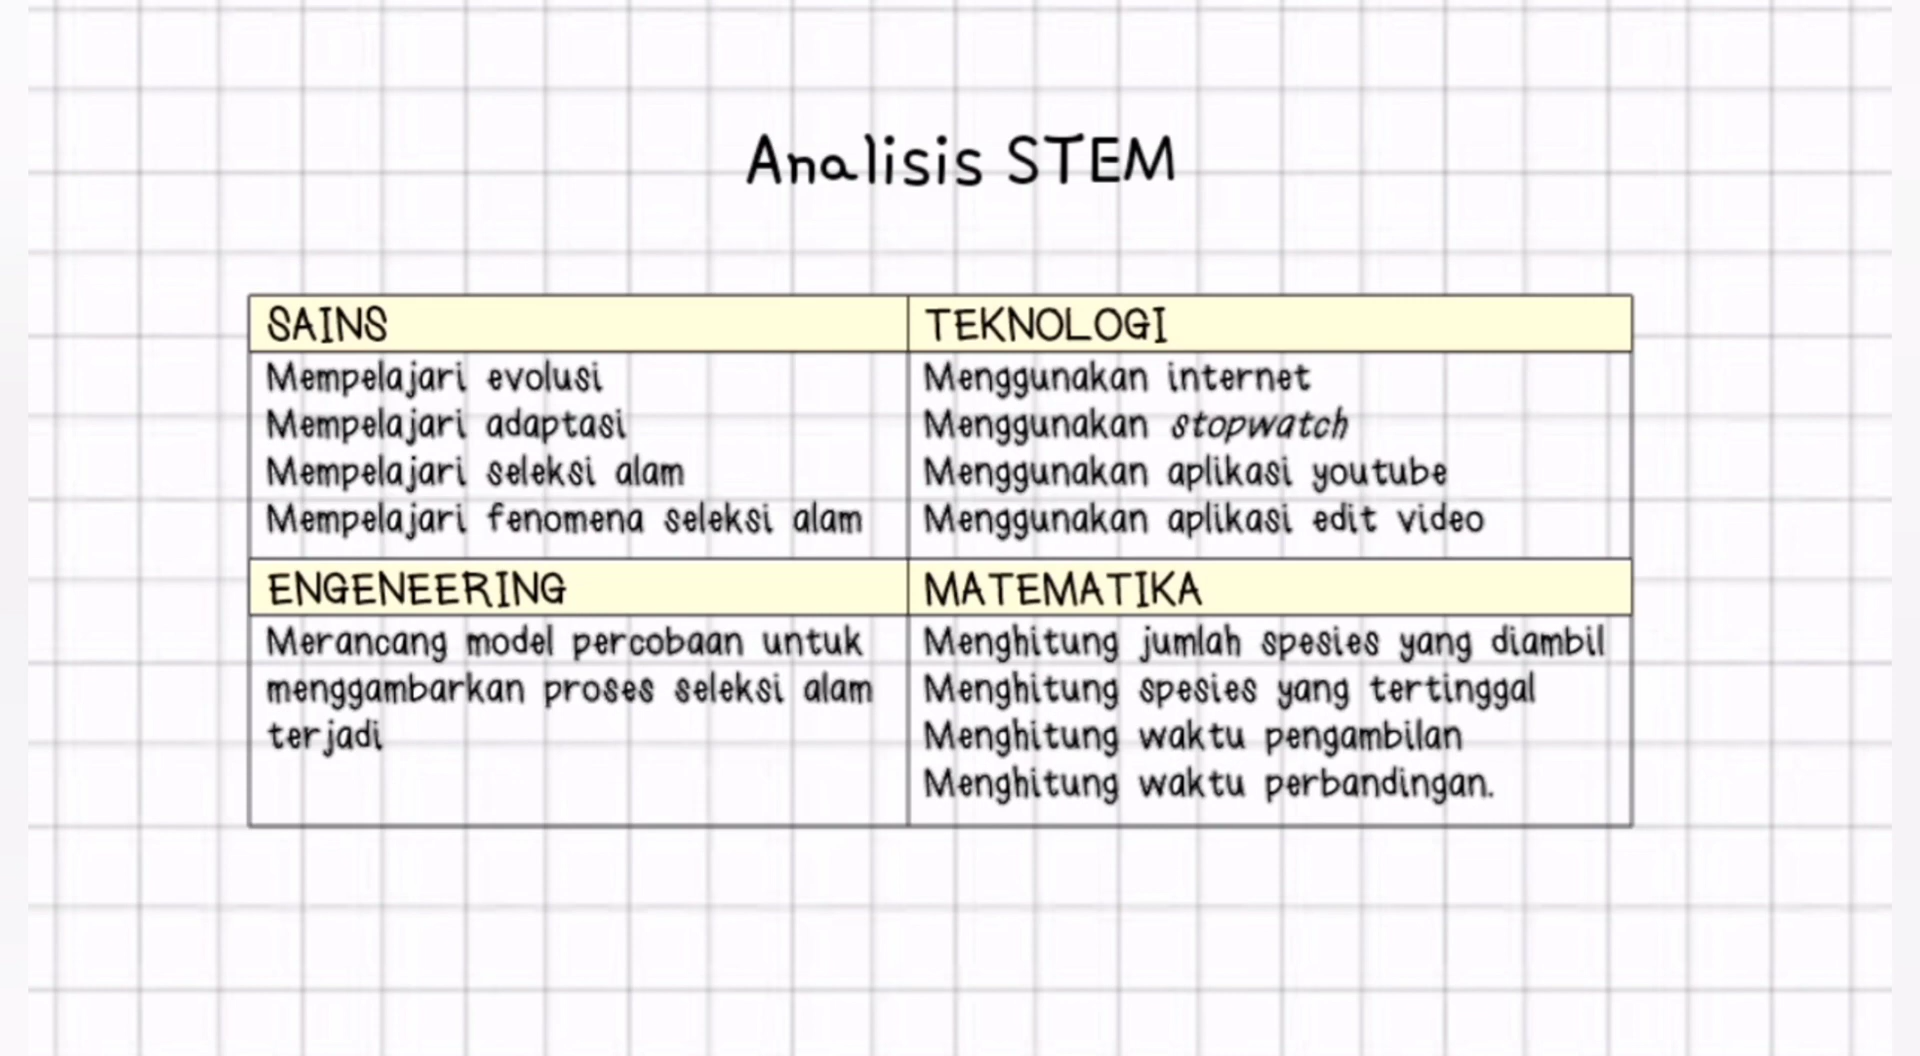 Analisis STEM
SAINS
Mempelajari evolusi
Mempelajari adaptasi
Mempelajari seleksi alam
Mempelajari fenomena seleksi alam
TEKNOLOGI
Menggunakan internet
Menggunakan stopwatch
Menggunakan aplikasi youtube
Menggunakan aplikasi edit video
ENGENEERING
Merancang model percobaan untuk
menggambarkan proses seleksi alam
terjadi
MATEMATIKA
Menghitung jumlah spesies yang diambil
Menghitung spesies yang tertinggal
Menghitung waktu pengambilan
Menghitung waktu perbandingan.